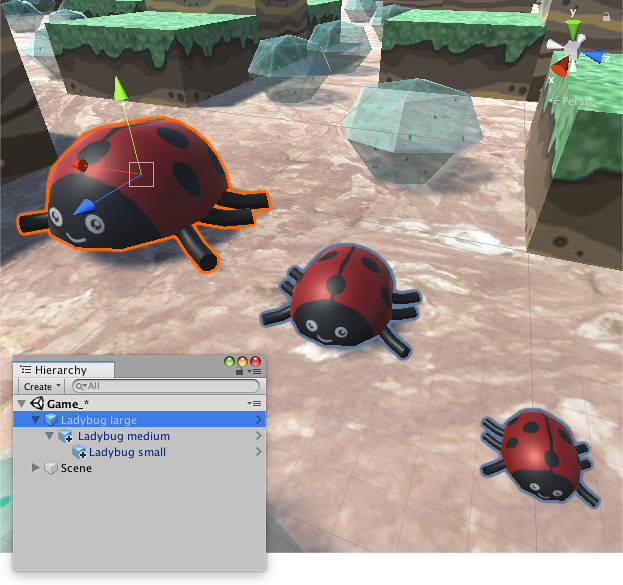 y
z
x
Persp
Hierarchy
Create All
Game_*
Ladybug large
Ladybug medium
Ladybug small
Scene